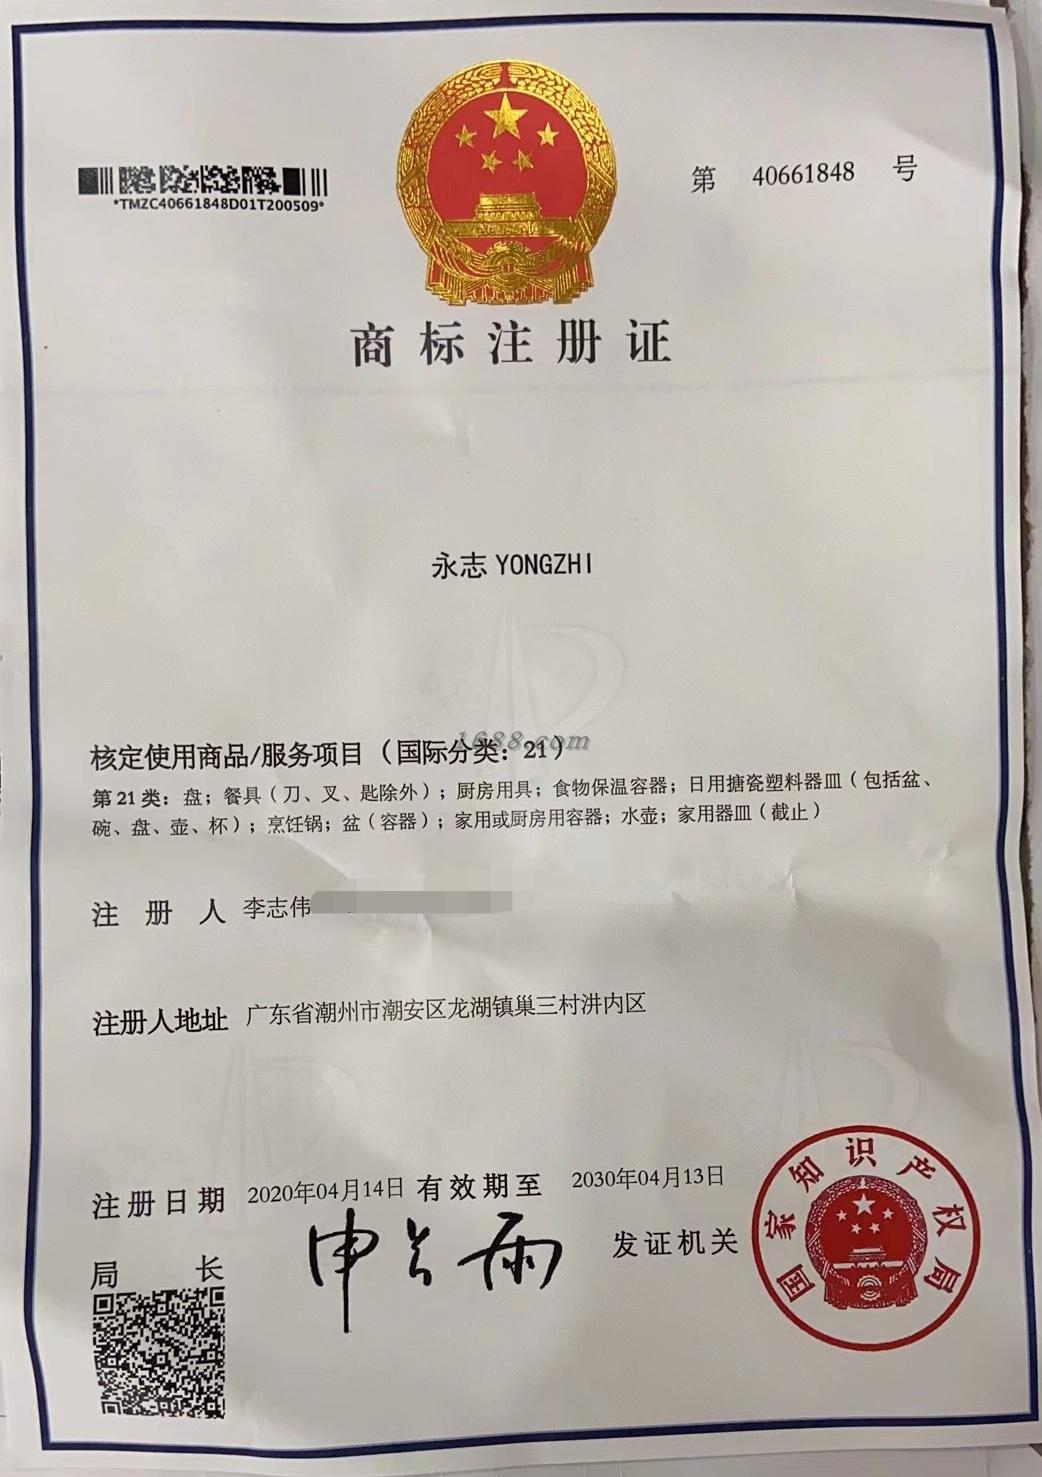 第 40661848 号
*TMZC40661848D01T200509*
商标注册证
永志 YONGZHI
1688.com
核定使用商品/服务项目（国际分类：21）
第 21 类：盘；餐具（刀、叉、匙除外）；厨房用具；食物保温容器；日用搪瓷塑料器皿（包括盆、
碗、盘、壶、杯）；烹饪锅；盆（容器）；家用或厨房用容器；水壶；家用器皿（截止）
注册人 李志伟
注册人地址 广东省潮州市潮安区龙湖镇巢三村洴内区
注册日期 2020年04月14日 有效期至 2030年04月13日
局长 申长雨 发证机关
国家知识产权局